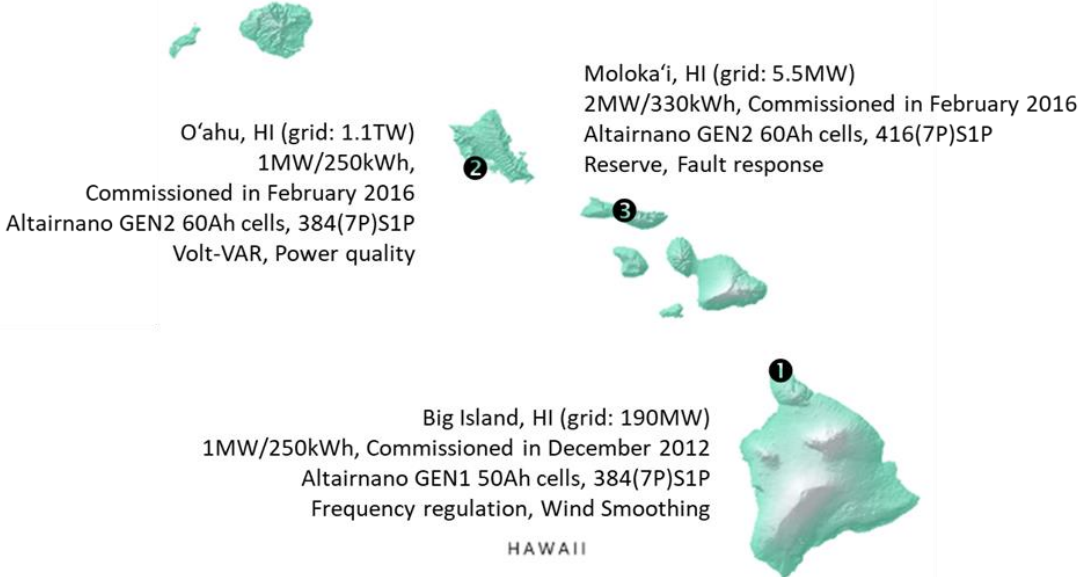 Moloka‘i, HI (grid: 5.5MW)
2MW/330kWh, Commissioned in February 2016
Altairnano GEN2 60Ah cells, 416(7P)S1P
Reserve, Fault response
O‘ahu, HI (grid: 1.1TW)
1MW/250kWh,
Commissioned in February 2016
Altairnano GEN2 60Ah cells, 384(7P)S1P
Volt-VAR, Power quality
2
3
1
Big Island, HI (grid: 190MW)
1MW/250kWh, Commissioned in December 2012
Altairnano GEN1 50Ah cells, 384(7P)S1P
Frequency regulation, Wind Smoothing
HAWAII